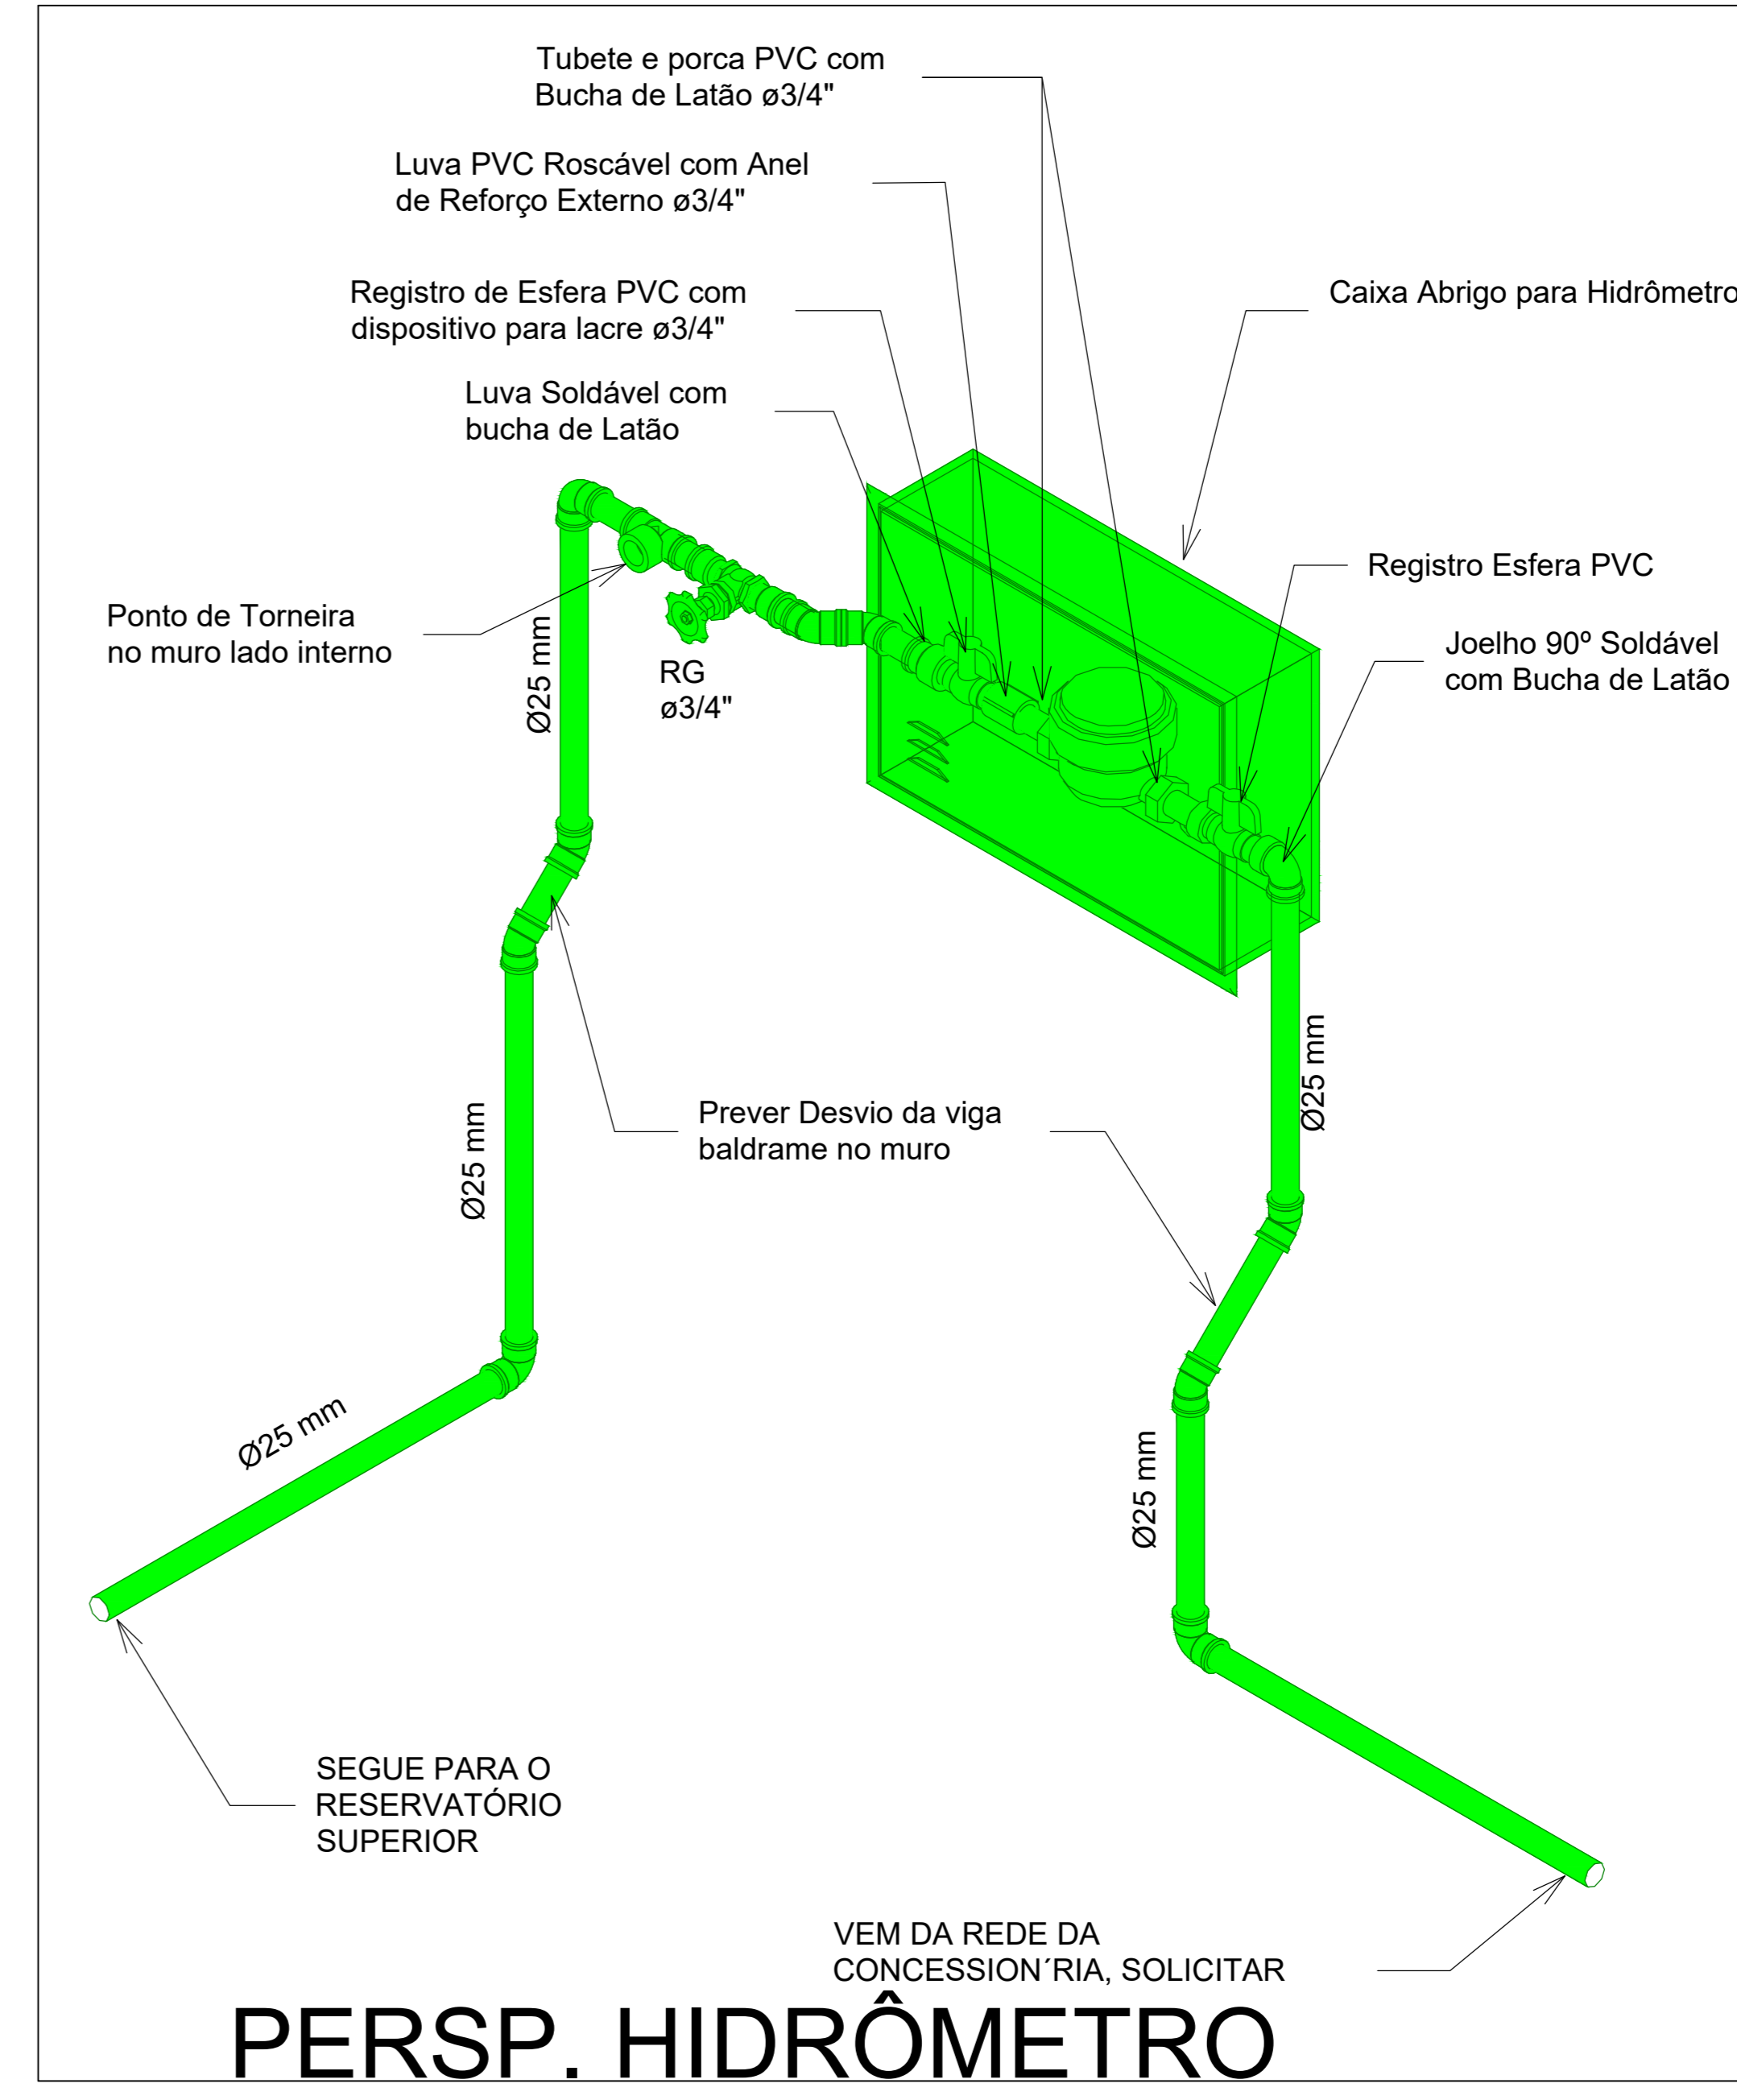 Tubete e porca PVC com
Bucha de Latão ø3/4"
Luva PVC Roscável com Anel
de Reforço Externo ø3/4"
Registro de Esfera PVC com
dispositivo para lacre ø3/4"
Caixa Abrigo para Hidrômetro
Luva Soldável com
bucha de Latão
Registro Esfera PVC
Ponto de Torneira
no muro lado interno
Joelho 90º Soldável
com Bucha de Latão
Ø25 mm
RG
ø3/4"
Ø25 mm
Prever Desvio da viga
baldrame no muro
Ø25 mm
Ø25 mm
Ø25 mm
SEGUE PARA O
RESERVATÓRIO
SUPERIOR
VEM DA REDE DA
CONCESSION´RIA, SOLICITAR
PERSP. HIDRÔMETRO